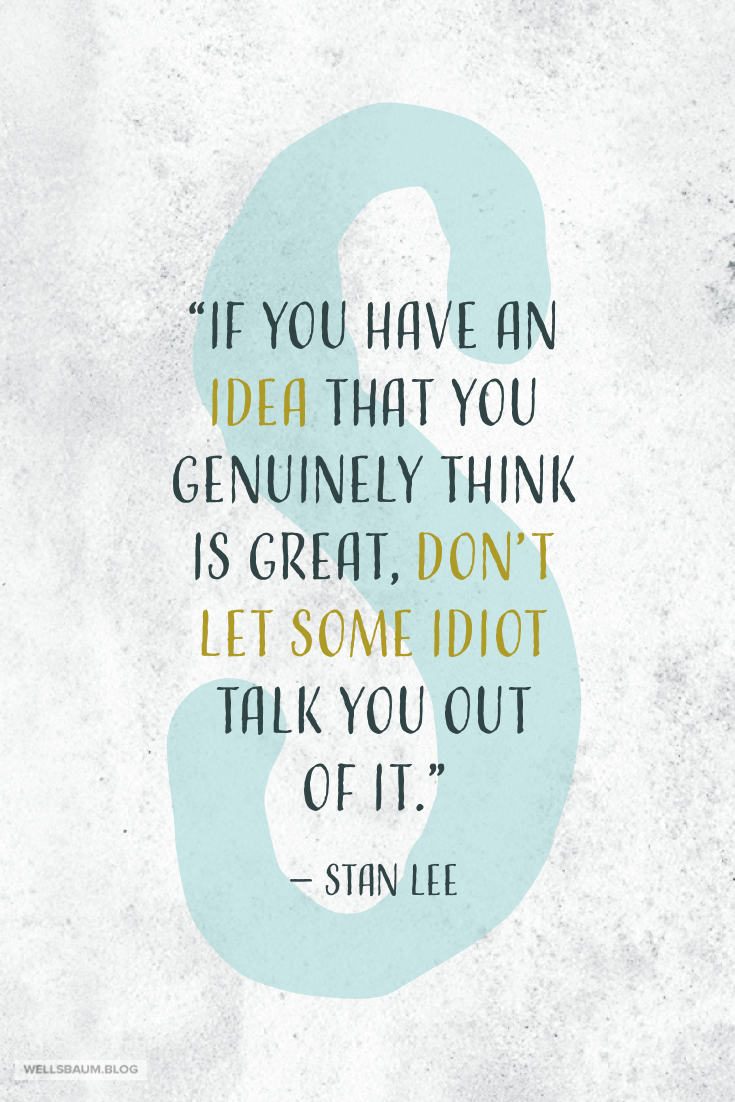 “IF YOU HAVE AN
IDEA THAT YOU
GENUINELY THINK
IS GREAT, DON’T
LET SOME IDIOT
TALK YOU OUT
OF IT.”
– STAN LEE
WELLSBAUM.BLOG